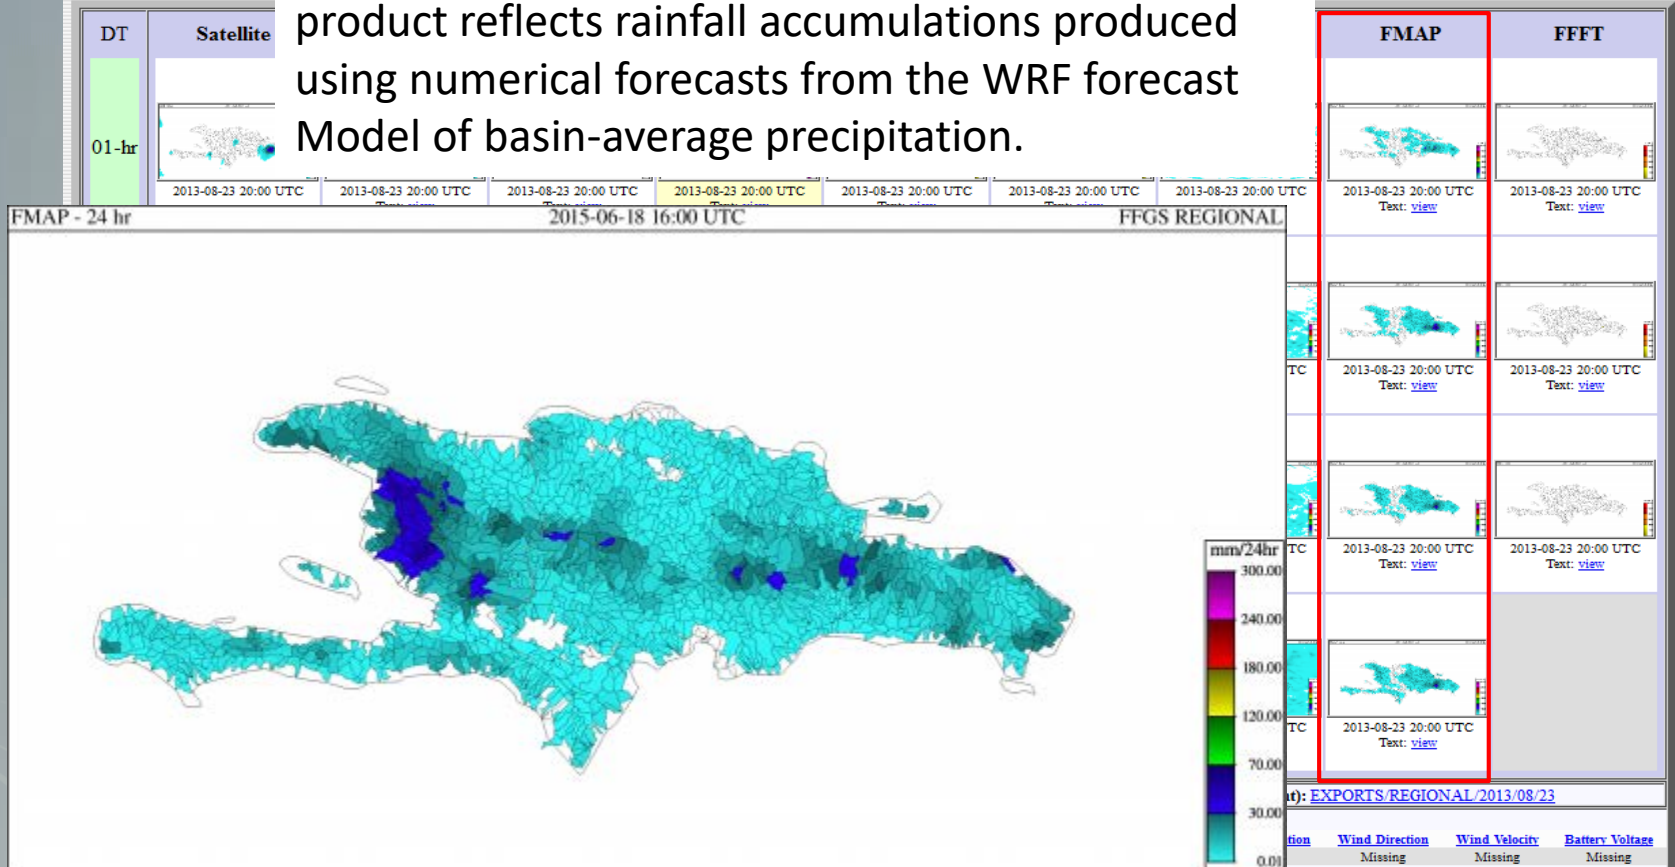 product reflects rainfall accumulations produced
using numerical forecasts from the WRF forecast
Model of basin-average precipitation.
DT Satellite FMAP FFFT
01-hr
2013-08-23 20:00 UTC 2013-08-23 20:00 UTC 2013-08-23 20:00 UTC 2013-08-23 20:00 UTC 2013-08-23 20:00 UTC 2013-08-23 20:00 UTC 2013-08-23 20:00 UTC 2013-08-23 20:00 UTC 2013-08-23 20:00 UTC
Text: view Text: view
FMAP - 24 hr 2015-06-18 16:00 UTC FFGS REGIONAL
TC 2013-08-23 20:00 UTC 2013-08-23 20:00 UTC
Text: view Text: view
mm/24hr
300.00
240.00
180.00
120.00
70.00
30.00
0.01
TC 2013-08-23 20:00 UTC 2013-08-23 20:00 UTC
Text: view Text: view
TC 2013-08-23 20:00 UTC
Text: view
nt): EXPORTS/REGIONAL/2013/08/23
tion Wind Direction Wind Velocity Battery Voltage
Missing Missing Missing